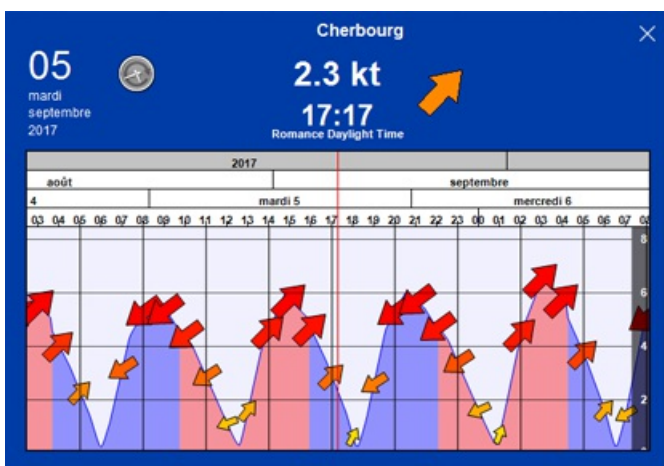 Cherbourg
05
mardi
septembre
2017
2.3 kt
17:17
Romance Daylight Time
2017
août septembre
4 mardi 5 mercredi 6
03 04 05 06 07 08 09 10 11 12 13 14 15 16 17 18 19 20 21 22 23 00 01 02 03 04 05 06 07 08
8
6
4
2
0